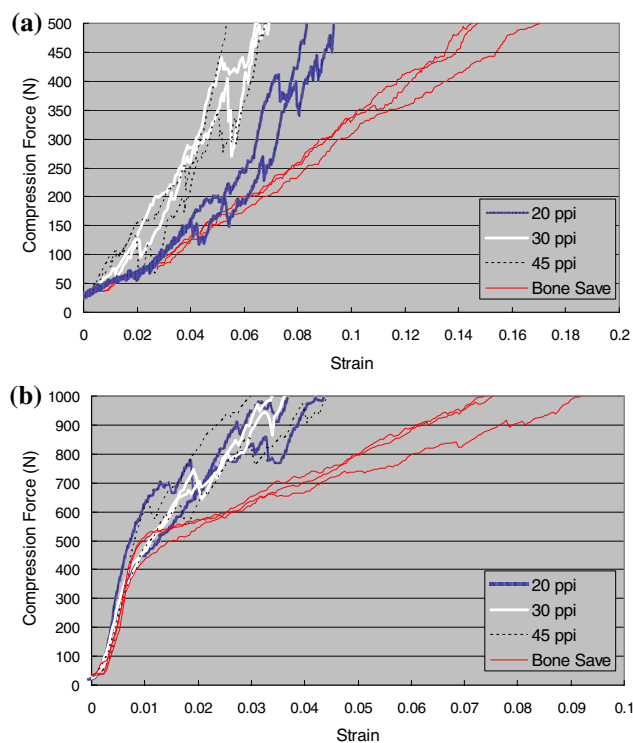 (a)
Compression Force (N)
500
450
400
350
300
250
200
150
100
50
0
0 0.02 0.04 0.06 0.08 0.1 0.12 0.14 0.16 0.18 0.2
Strain
20 ppi
30 ppi
45 ppi
Bone Save
(b)
Compression Force (N)
1000
900
800
700
600
500
400
300
200
100
0
0 0.01 0.02 0.03 0.04 0.05 0.06 0.07 0.08 0.09 0.1
Strain
20 ppi
30 ppi
45 ppi
Bone Save